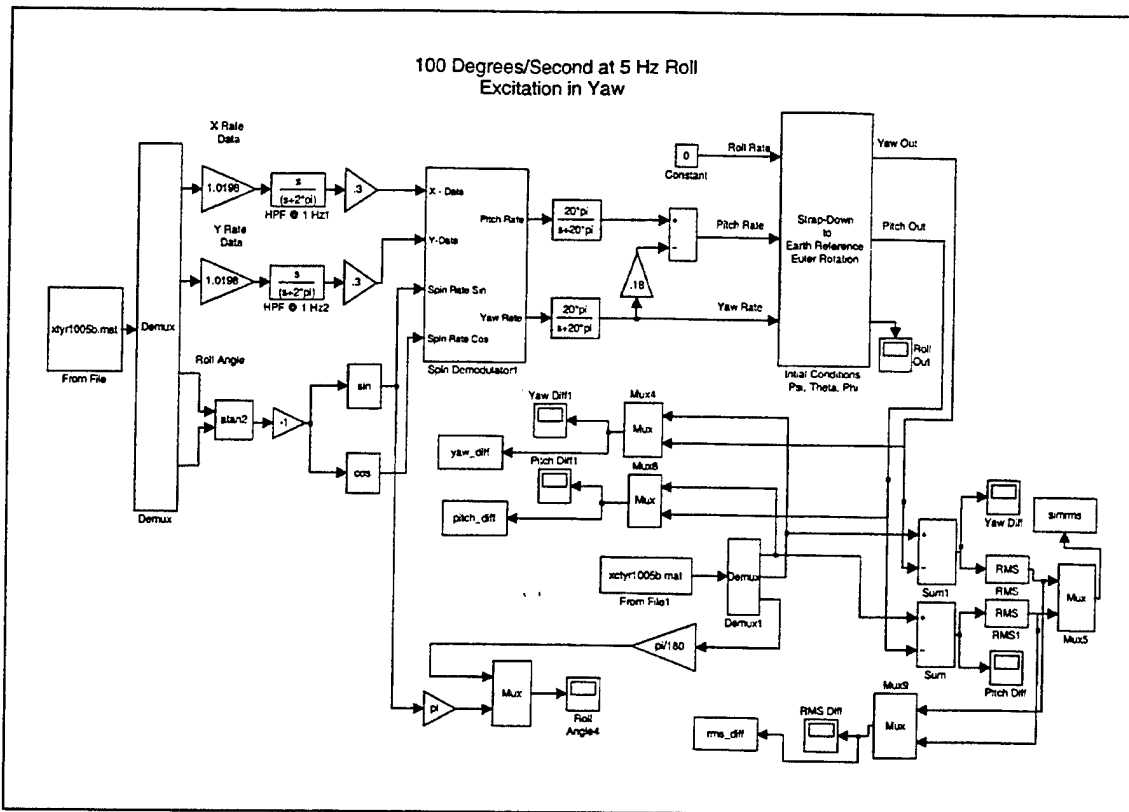 100 Degrees/Second at 5 Hz Roll
Excitation in Yaw
X Rate
Data
1.0198
s
(s+2*pi)
HPF @ 1 Hz1
.3
Y Rate
Data
1.0198
s
(s+2*pi)
HPF @ 1 Hz2
.3
xtyr1005b.mat
From File
Demux
Demux
Roll Angle
atan2
-1
sin
cos
X - Data
Y-Data
Spin Rate Sin
Spin Rate Cos
Pitch Rate
Yaw Rate
Spin Demodulator1
20*pi
s+20*pi
20*pi
s+20*pi
.18
+
−
0
Constant
Roll Rate
Pitch Rate
Yaw Rate
Strap-Down
to
Earth Reference
Euler Rotation
Intial Conditions
Psi, Theta, Phi
Yaw Out
Pitch Out
Roll
Out
Yaw Diff1
Mux4
Mux
yaw_diff
Pitch Diff1
Mux8
Mux
pitch_diff
xctyr1005b.mat
From File1
Demux
Demux1
pi/180
pi
Mux
Roll
Angle4
+
−
Sum1
+
−
Sum
Yaw Diff
RMS
RMS
RMS
RMS1
Pitch Diff
simrms
Mux
Mux5
Mux9
Mux
RMS Diff
rms_diff